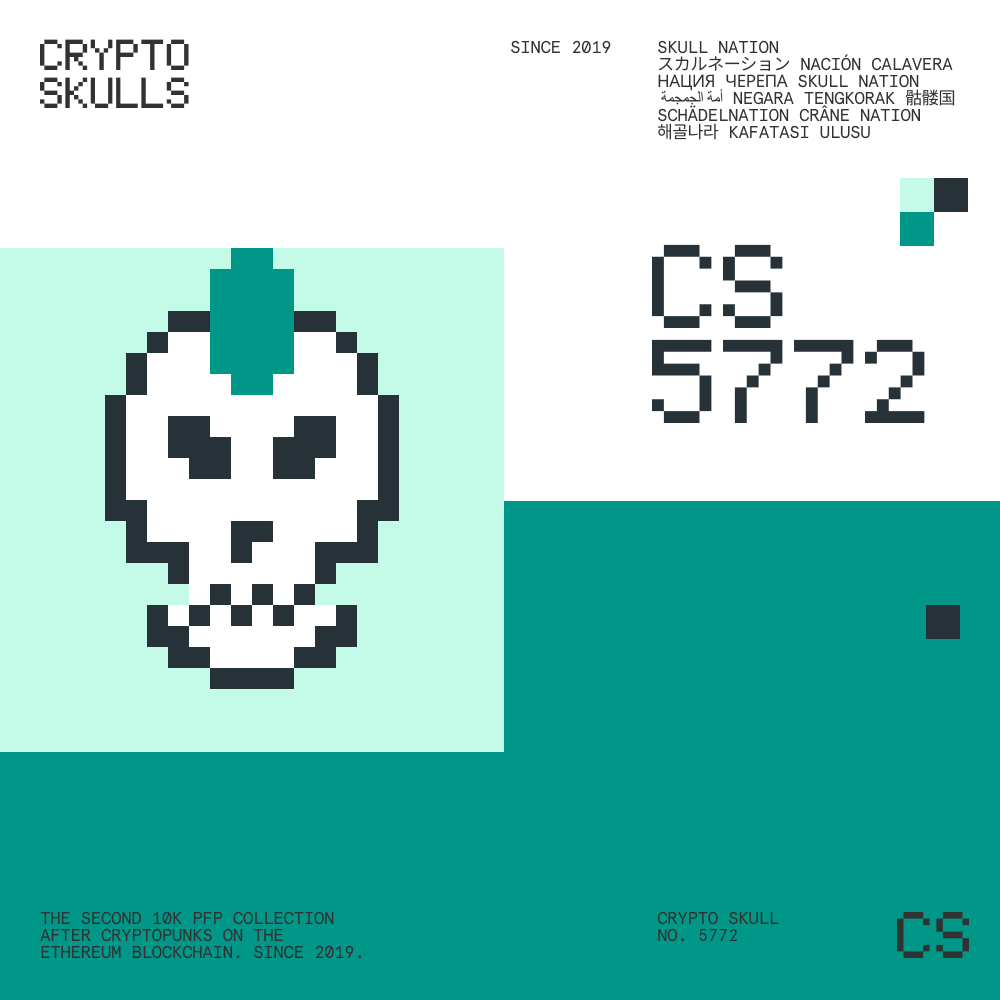 CRYPTO
SKULLS
SINCE 2019
SKULL NATION
スカルネーション NACIÓN CALAVERA
НАЦИЯ ЧЕРЕПА SKULL NATION
أمة الجمجمة NEGARA TENGKORAK 骷髅国
SCHÄDELNATION CRÂNE NATION
해골나라 KAFATASI ULUSU
CS
5772
THE SECOND 10K PFP COLLECTION
AFTER CRYPTOPUNKS ON THE
ETHEREUM BLOCKCHAIN. SINCE 2019.
CRYPTO SKULL
NO. 5772
CS